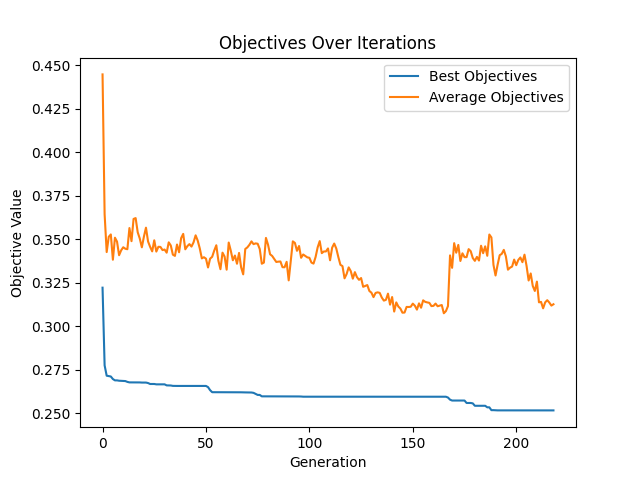 Objectives Over Iterations
Best Objectives
Average Objectives
Objective Value
0.450
0.425
0.400
0.375
0.350
0.325
0.300
0.275
0.250
0
50
100
150
200
Generation